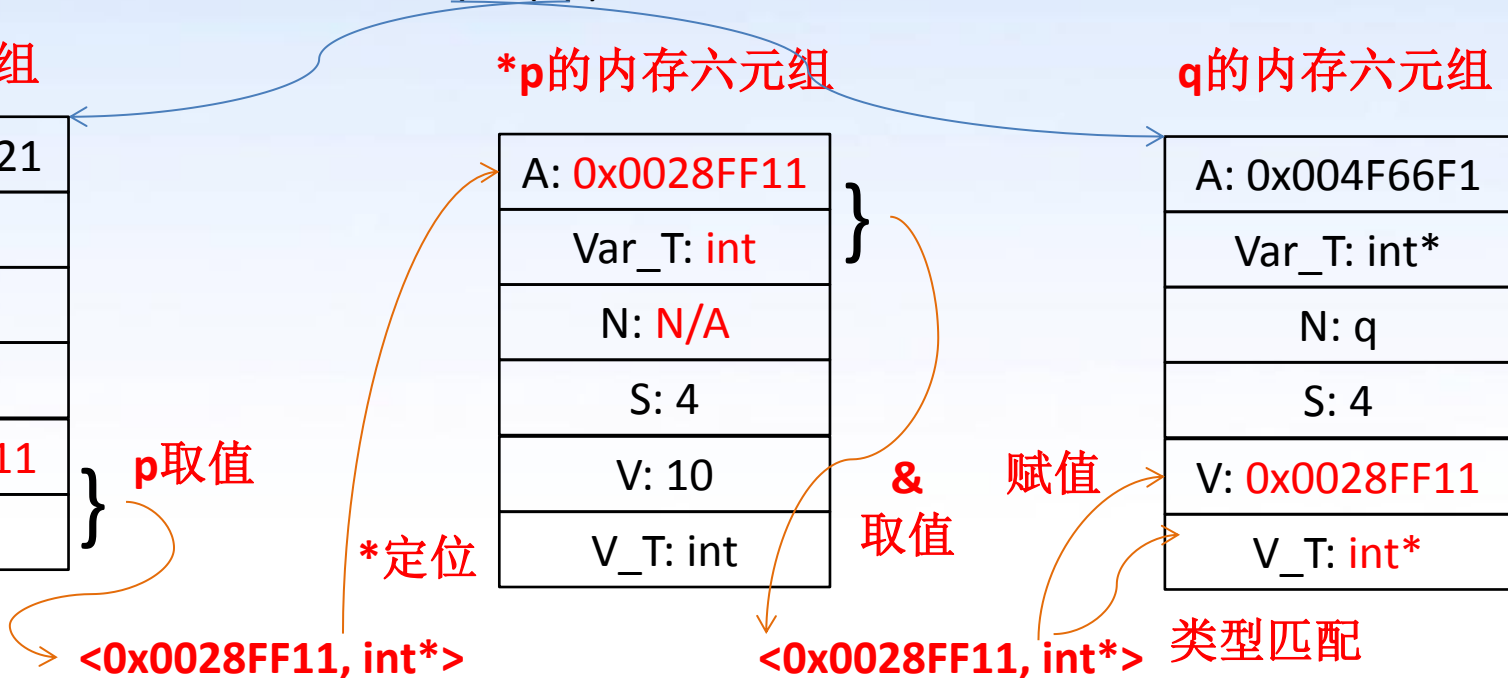 组
*p的内存六元组
q的内存六元组
21
11
p取值
<0x0028FF11, int*>
*定位
A: 0x0028FF11
Var_T: int
N: N/A
S: 4
V: 10
V_T: int
}
}
&
取值
<0x0028FF11, int*>
赋值
A: 0x004F66F1
Var_T: int*
N: q
S: 4
V: 0x0028FF11
V_T: int*
类型匹配